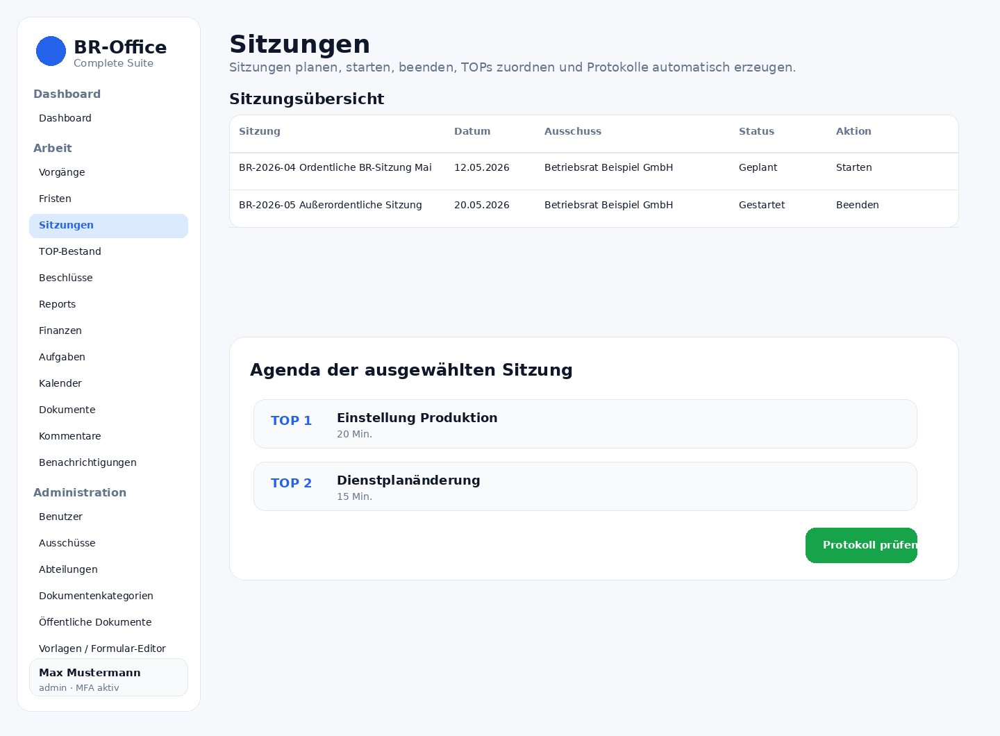 BR-Office
Complete Suite
Dashboard
Dashboard
Arbeit
Vorgänge
Fristen
Sitzungen
TOP-Bestand
Beschlüsse
Reports
Finanzen
Aufgaben
Kalender
Dokumente
Kommentare
Benachrichtigungen
Administration
Benutzer
Ausschüsse
Abteilungen
Dokumentenkategorien
Öffentliche Dokumente
Vorlagen / Formular-Editor
Max Mustermann
admin · MFA aktiv
Sitzungen
Sitzungen planen, starten, beenden, TOPs zuordnen und Protokolle automatisch erzeugen.
Sitzungsübersicht
Sitzung Datum Ausschuss Status Aktion
BR-2026-04 Ordentliche BR-Sitzung Mai 12.05.2026 Betriebsrat Beispiel GmbH Geplant Starten
BR-2026-05 Außerordentliche Sitzung 20.05.2026 Betriebsrat Beispiel GmbH Gestartet Beenden
Agenda der ausgewählten Sitzung
TOP 1 Einstellung Produktion
20 Min.
TOP 2 Dienstplanänderung
15 Min.
Protokoll prüfen